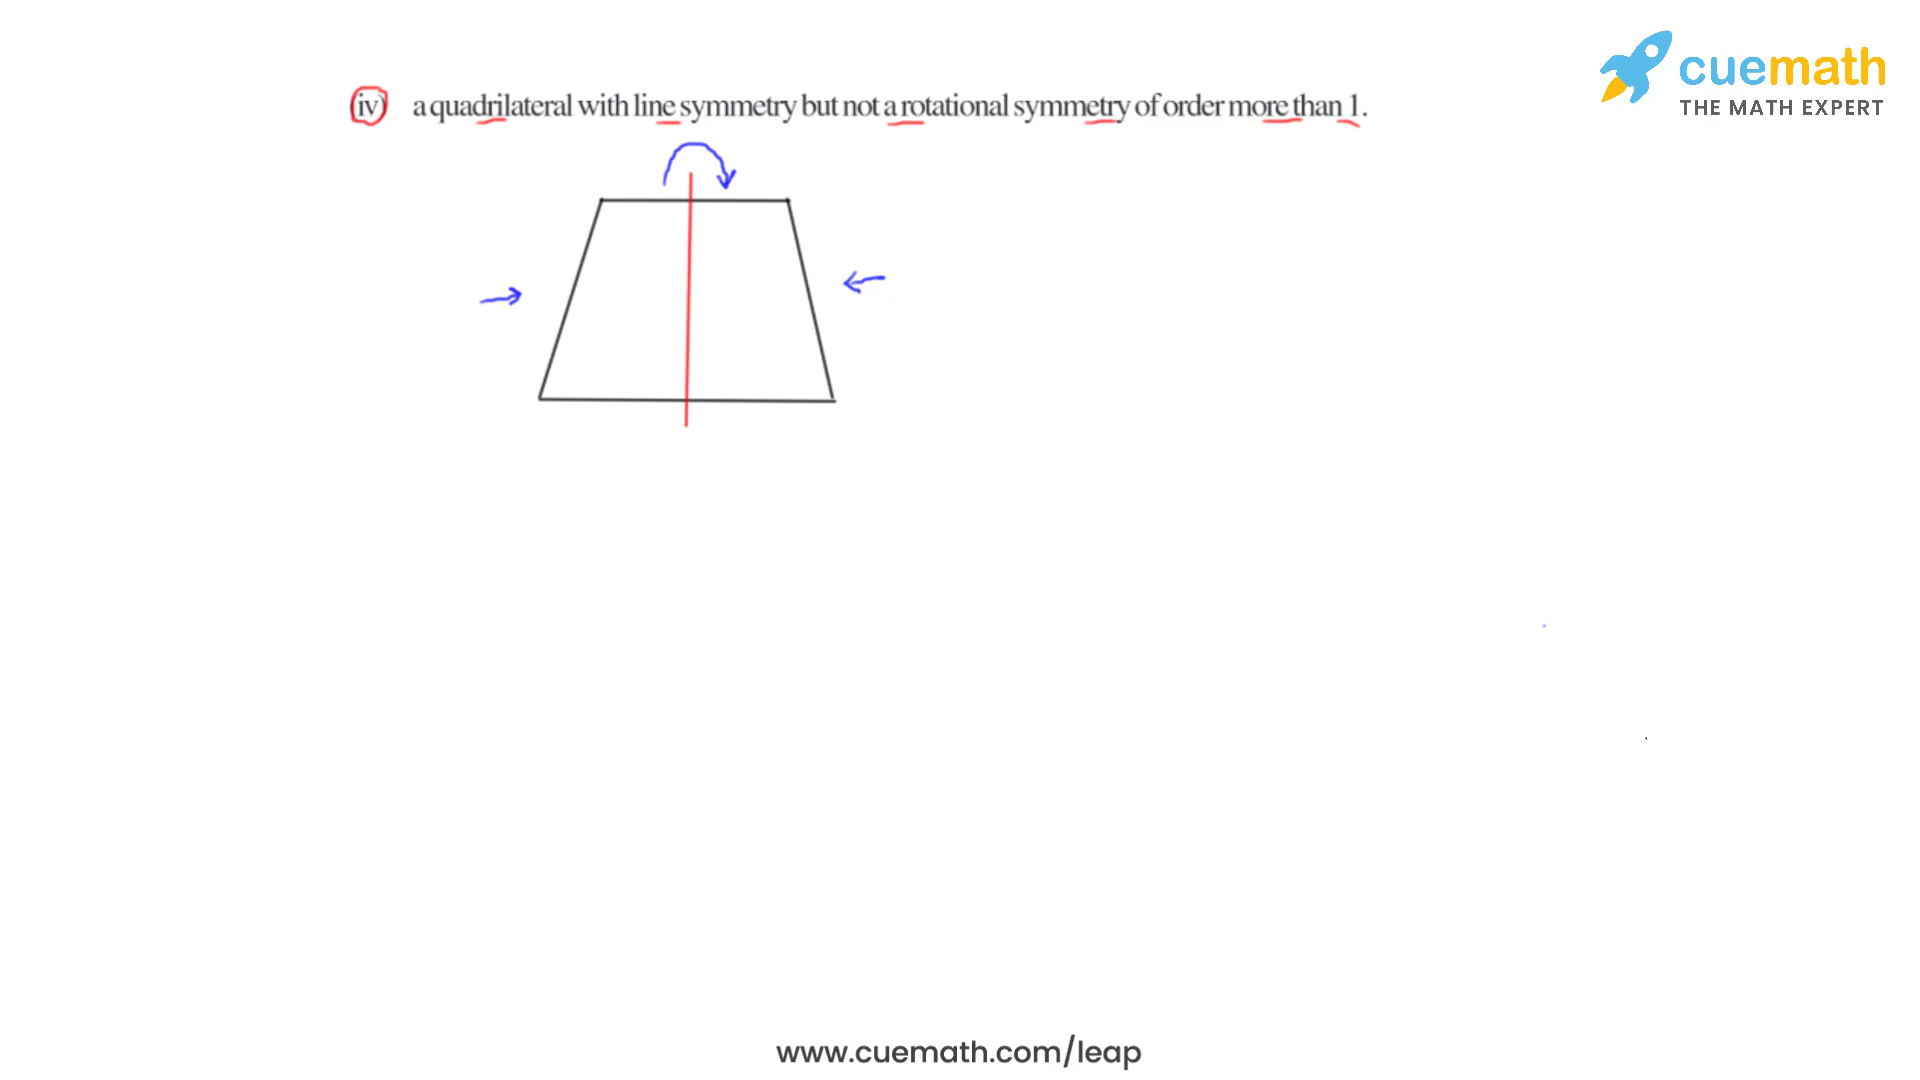 cuemath
THE MATH EXPERT
iv) a quadrilateral with line symmetry but not a rotational symmetry of order more than 1.
www.cuemath.com/leap